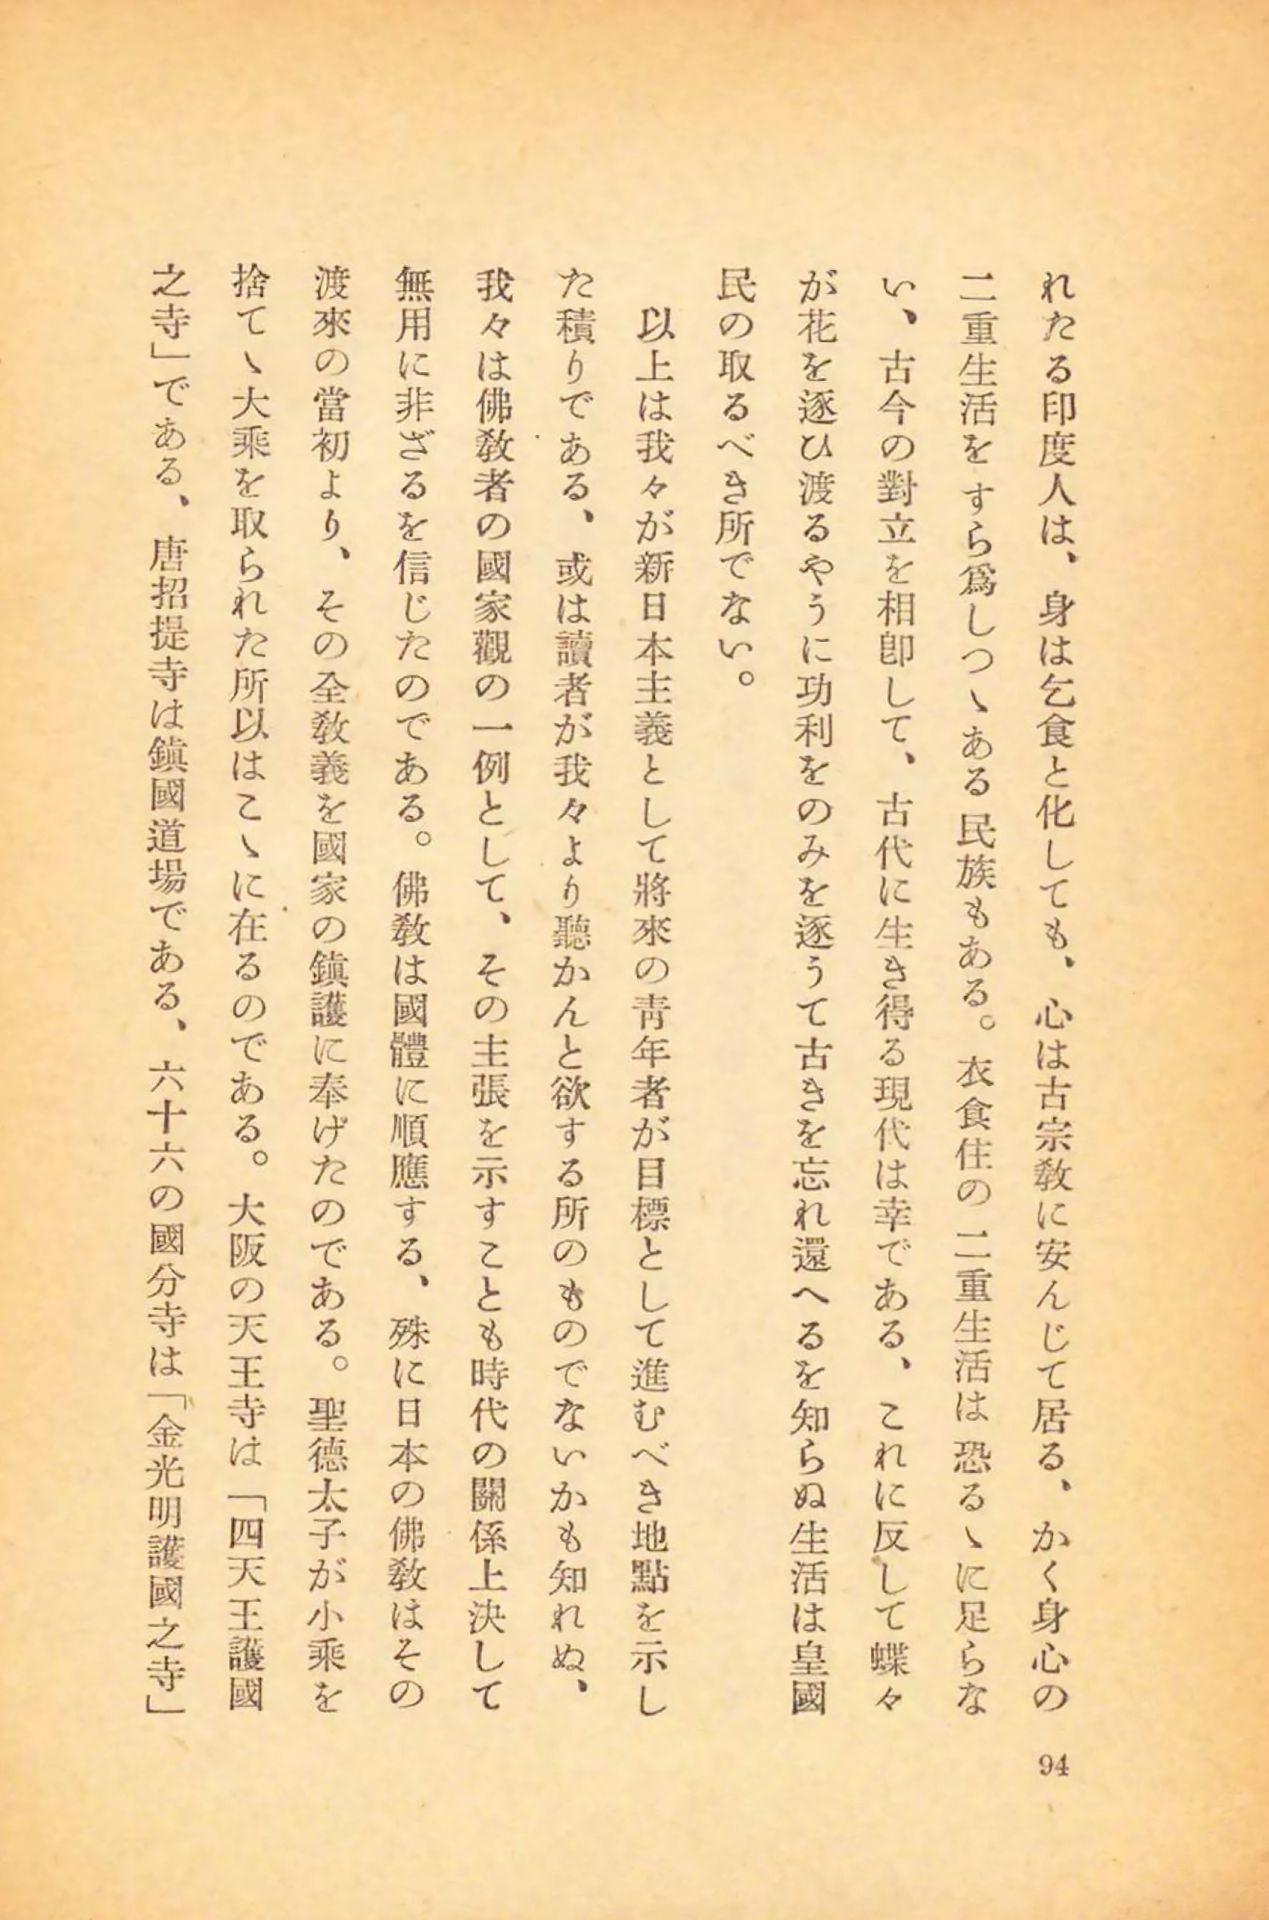 れたる印度人は、身は乞食と化しても、心は古宗教に安んじて居る、かく身心の
二重生活をすら爲しつゝある民族もある。衣食住の二重生活は恐るゝに足らな
い、古今の對立を相卽して、古代に生き得る現代は幸である、これに反して蝶々
が花を逐ひ渡るやうに功利をのみを逐うて古きを忘れ還へるを知らぬ生活は皇國
民の取るべき所でない。
以上は我々が新日本主義として將來の靑年者が目標として進むべき地點を示し
た積りである、或は讀者が我々より聽かんと欲する所のものでないかも知れぬ、
我々は佛教者の國家觀の一例として、その主張を示すことも時代の關係上決して
無用に非ざるを信じたのである。佛教は國體に順應する、殊に日本の佛教はその
渡來の當初より、その全教義を國家の鎭護に奉げたのである。聖德太子が小乘を
捨てゝ大乘を取られた所以はこゝに在るのである。大阪の天王寺は「四天王護國
之寺」である、唐招提寺は鎭國道場である、六十六の國分寺は「金光明護國之寺」
94